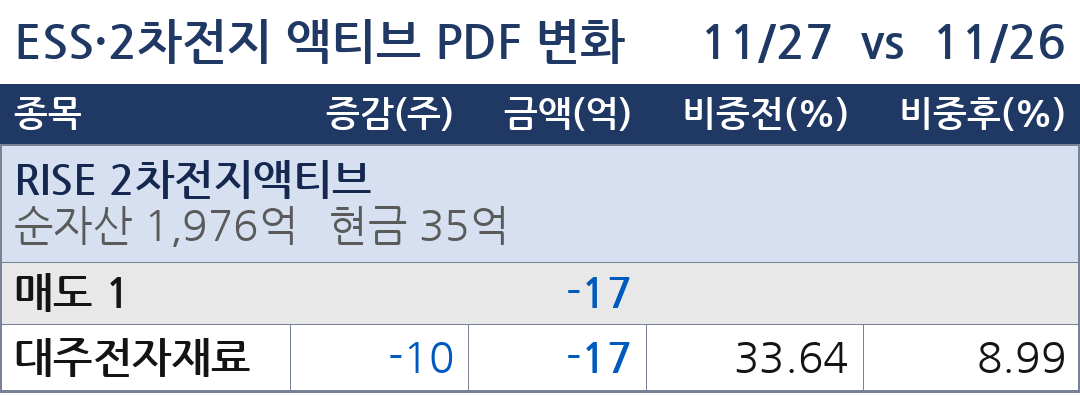 ESS·2차전지 액티브 PDF 변화 11/27 vs 11/26
종목 증감(주) 금액(억) 비중전(%) 비중후(%)
RISE 2차전지액티브
순자산 1,976억 현금 35억
매도 1 -17
대주전자재료 -10 -17 33.64 8.99